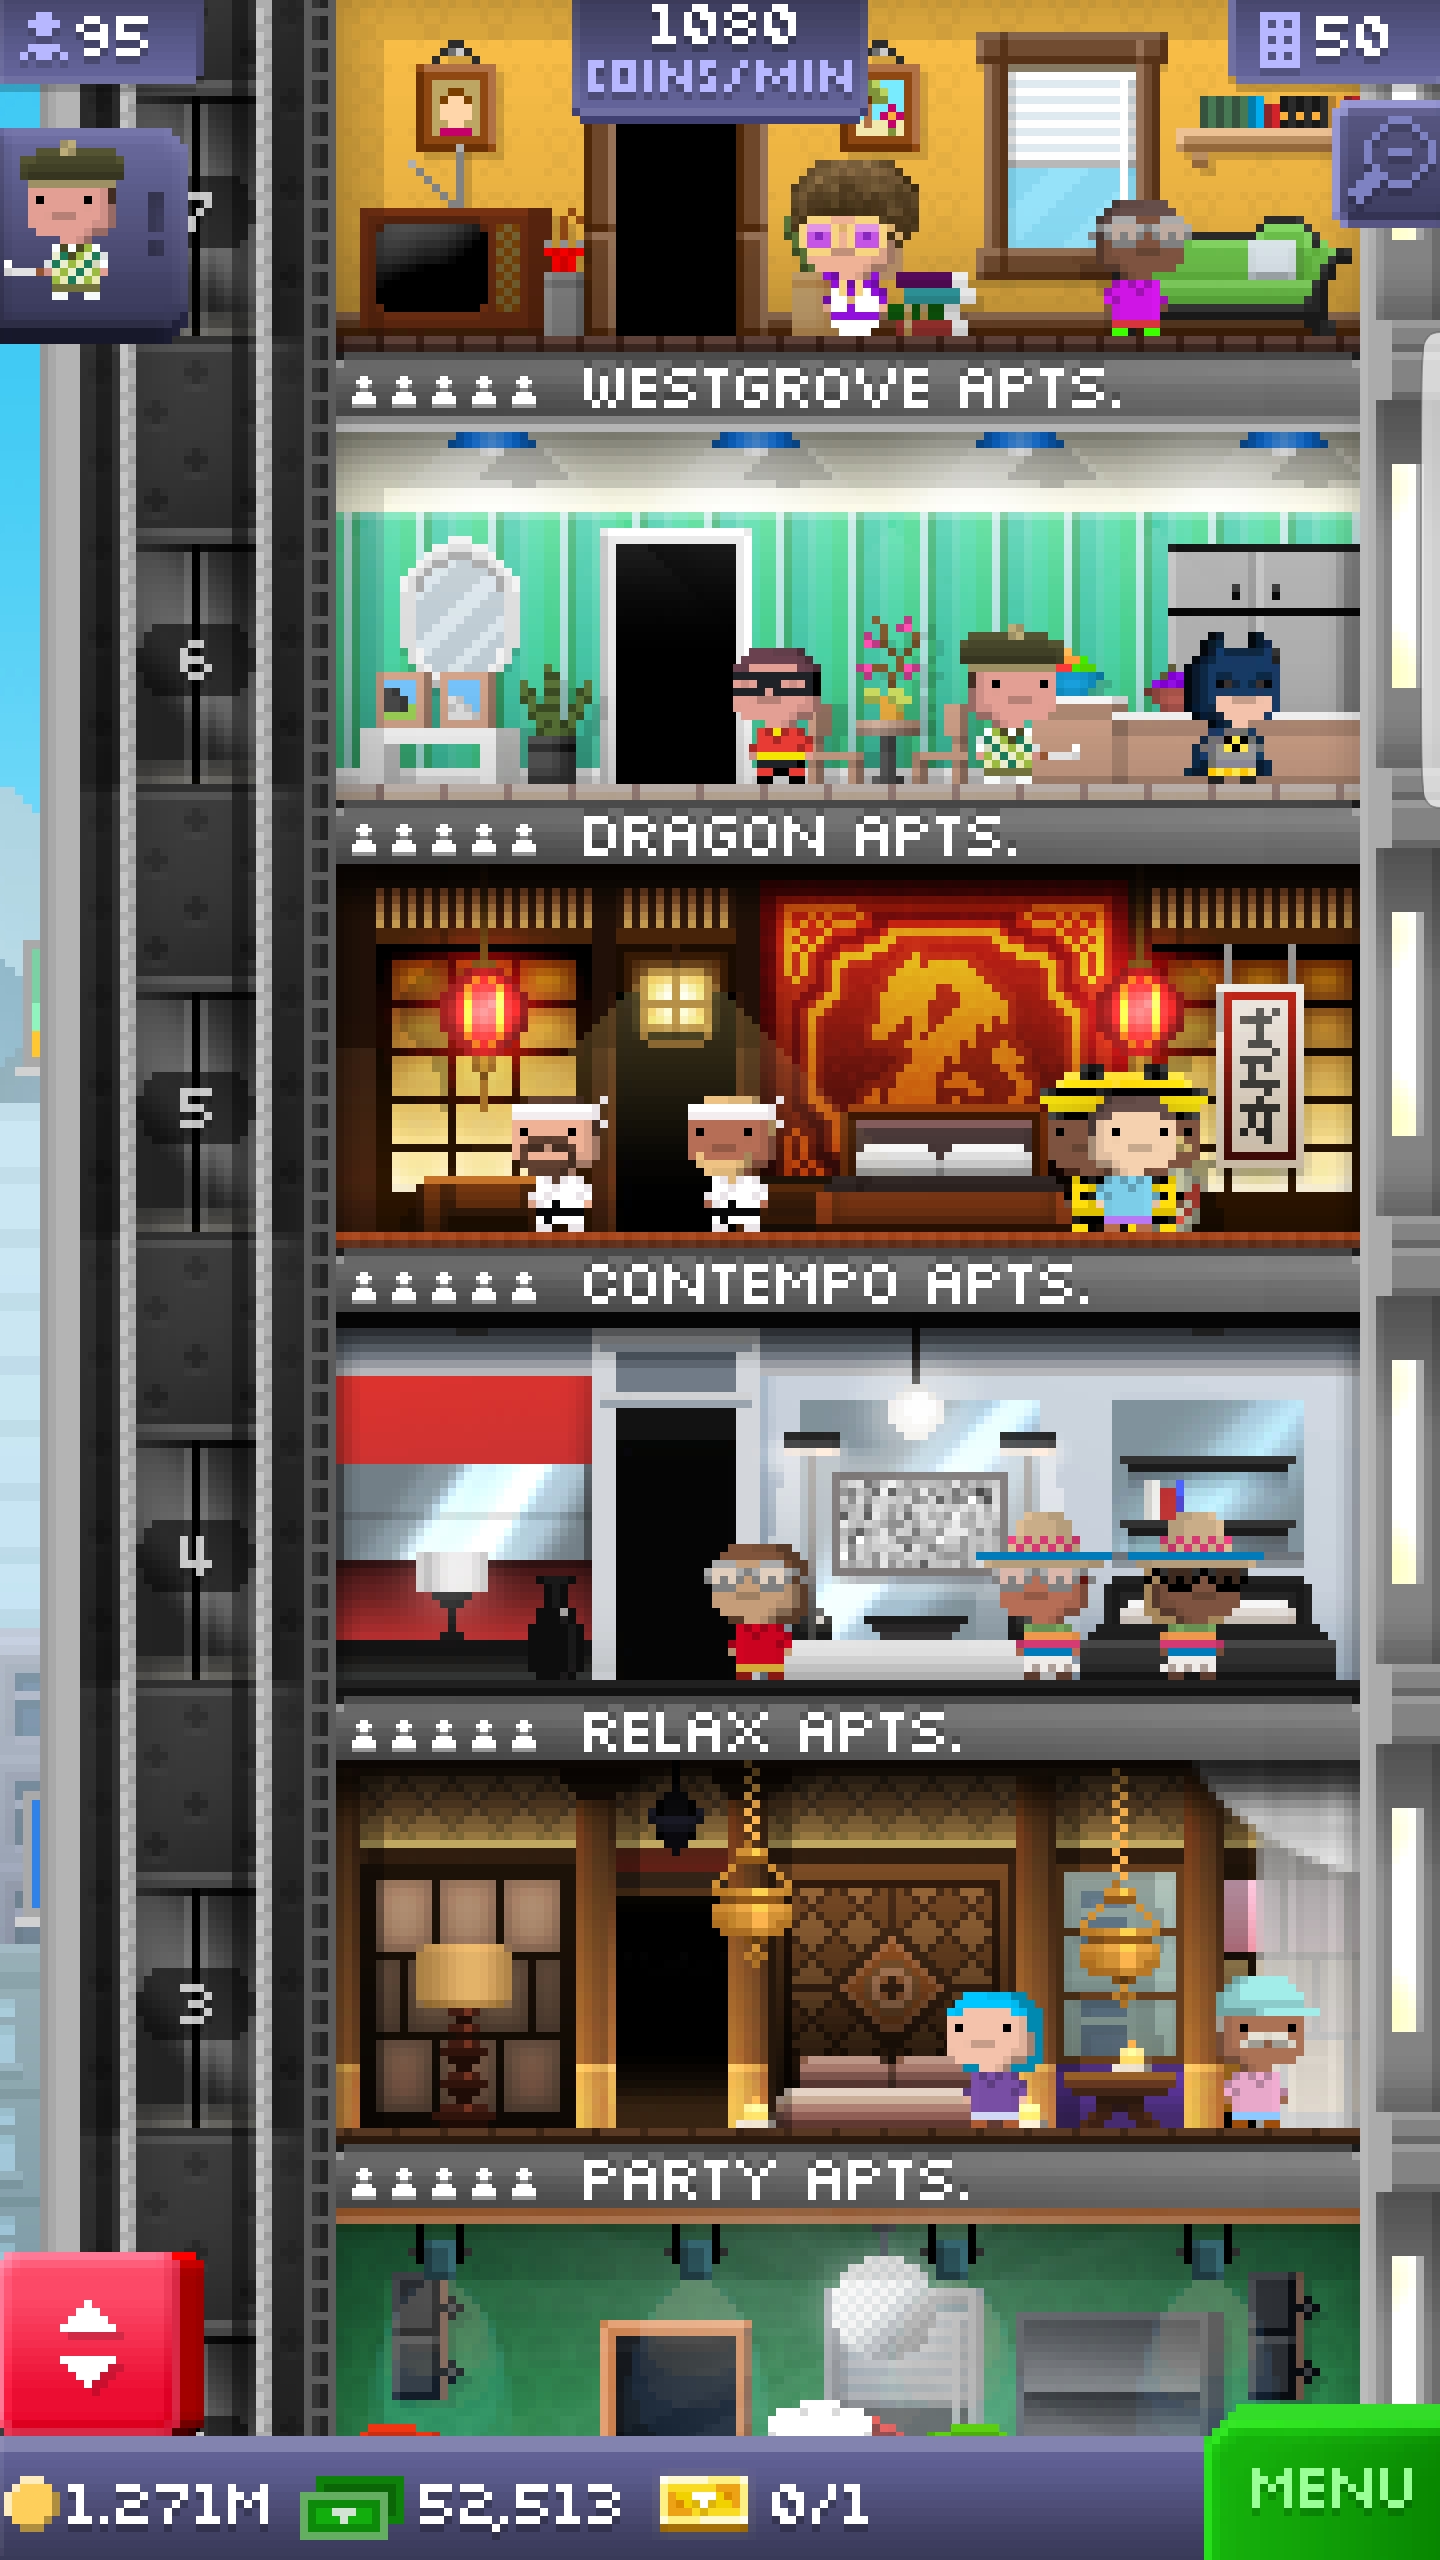 95
1080
COINS/MIN
50
7
WESTGROVE APTS.
6
DRAGON APTS.
5
CONTEMPO APTS.
4
RELAX APTS.
3
PARTY APTS.
1.271M 52,513 0/1
MENU